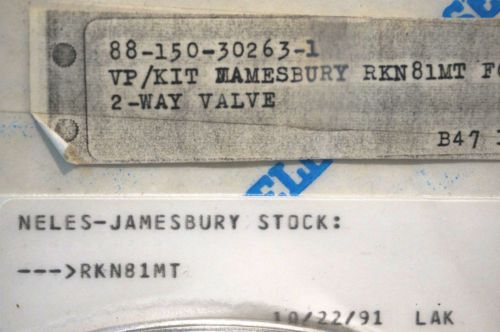 88-150-30263-1
VP/KIT NAMESBURY RKN81MT
2-WAY VALVE
B47
NELES-JAMESBURY STOCK:
--->RKN81MT
10/22/91 LAK